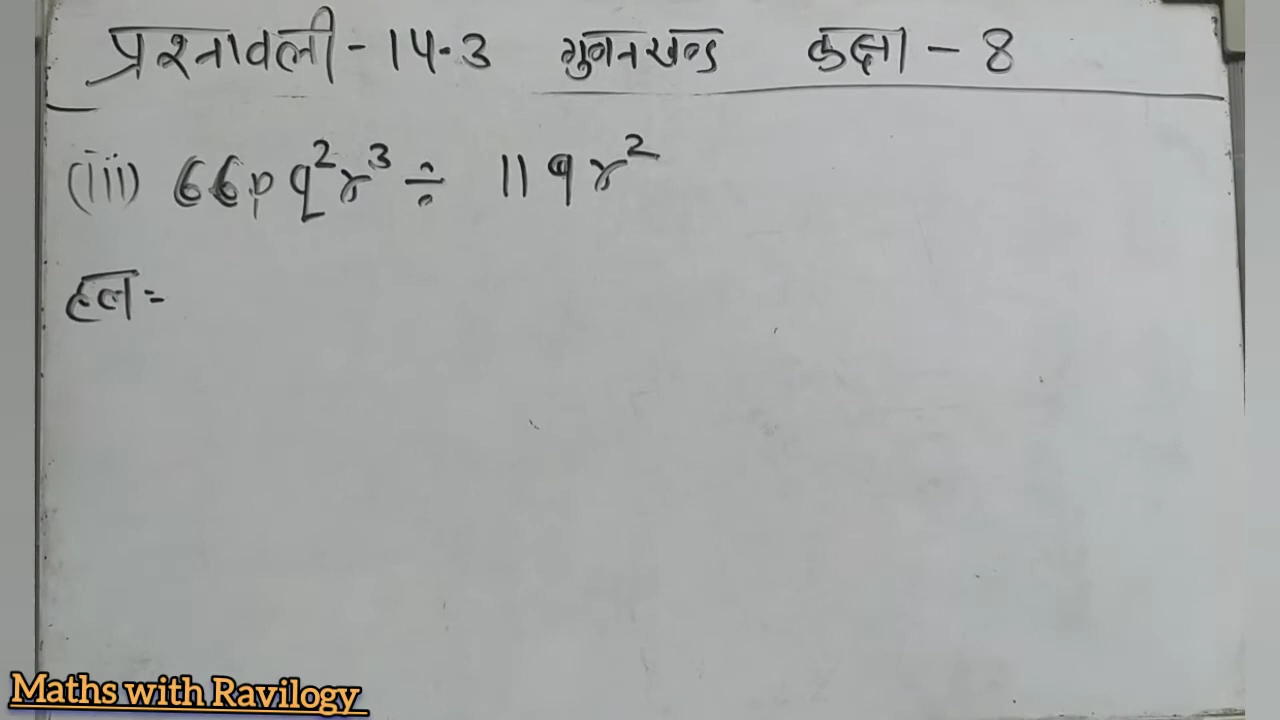 प्रश्नावली - 14.3 गुणनखण्ड कक्षा - 8
(iii) 66pq²r³ ÷ 11qr²
हल:-
Maths with Ravilogy